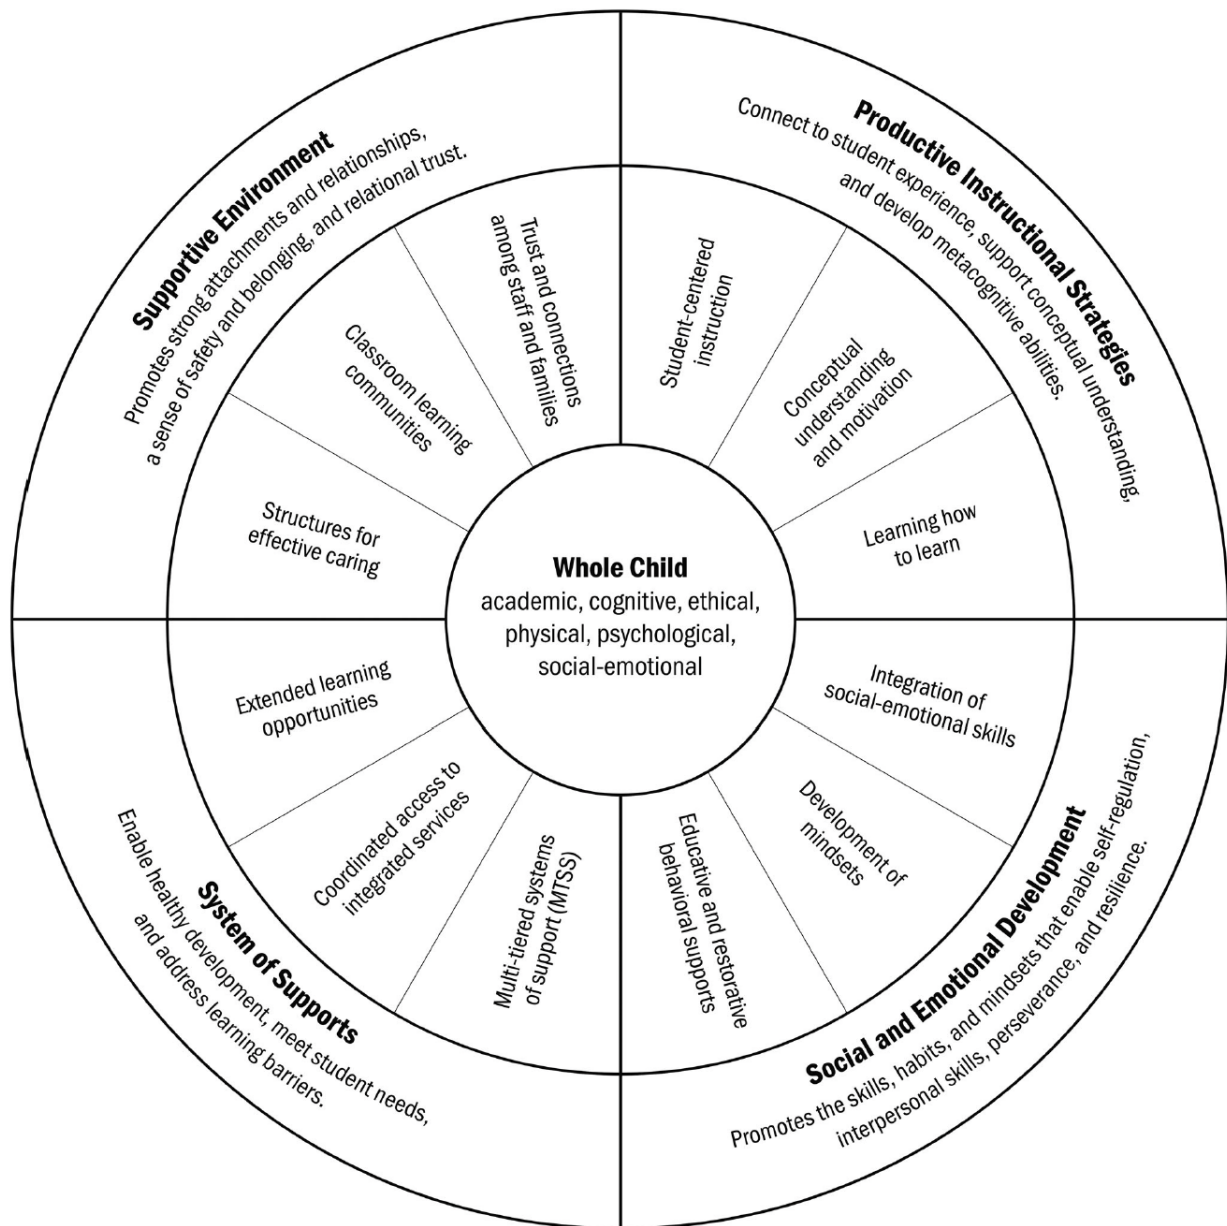 Supportive Environment
Promotes strong attachments and relationships,
a sense of safety and belonging, and relational trust.
Structures for
effective caring
Classroom learning
communities
Trust and connections
among staff and families
Productive Instructional Strategies
Connect to student experience, support conceptual understanding,
and develop metacognitive abilities.
Student-centered
instruction
Conceptual
understanding
and motivation
Learning how
to learn
Whole Child
academic, cognitive, ethical,
physical, psychological,
social-emotional
Integration of
social-emotional skills
Development of
mindsets
Educative and restorative
behavioral supports
Social and Emotional Development
Promotes the skills, habits, and mindsets that enable self-regulation,
interpersonal skills, perseverance, and resilience.
Extended learning
opportunities
Coordinated access to
integrated services
Multi-tiered systems
of support (MTSS)
System of Supports
Enable healthy development, meet student needs,
and address learning barriers.